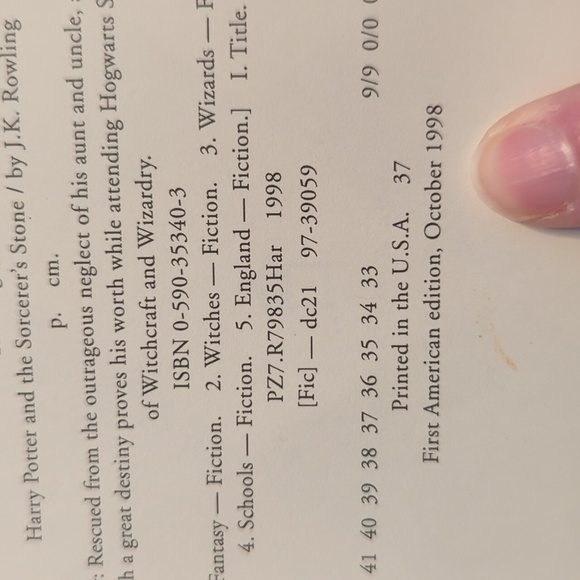 Harry Potter and the Sorcerer's Stone / by J.K. Rowling
p. cm.
: Rescued from the outrageous neglect of his aunt and uncle,
a great destiny proves his worth while attending Hogwarts
of Witchcraft and Wizardry.
ISBN 0-590-35340-3
Fantasy — Fiction. 2. Witches — Fiction. 3. Wizards —
4. Schools — Fiction. 5. England — Fiction.] I. Title.
PZ7.R79835Har 1998
[Fic] — dc21 97-39059
41 40 39 38 37 36 35 34 33 9/9 0/0
Printed in the U.S.A. 37
First American edition, October 1998